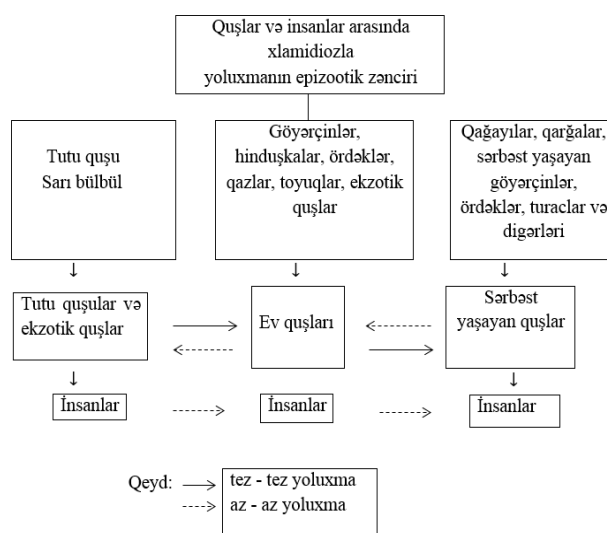 Quşlar və insanlar arasında
xlamidiozla
yoluxmanın epizootik zənciri
Tutu quşu
Sarı bülbül
Göyərçinlər,
hinduşkalar, ördəklər,
qazlar, toyuqlar, ekzotik
quşlar
Qağayılar, qarğalar,
sərbəst yaşayan
göyərçinlər,
ördəklər, turaclar və
digərləri
Tutu quşular və
ekzotik quşlar
Ev quşları
Sərbəst
yaşayan quşlar
İnsanlar
İnsanlar
İnsanlar
Qeyd:
tez - tez yoluxma
az - az yoluxma